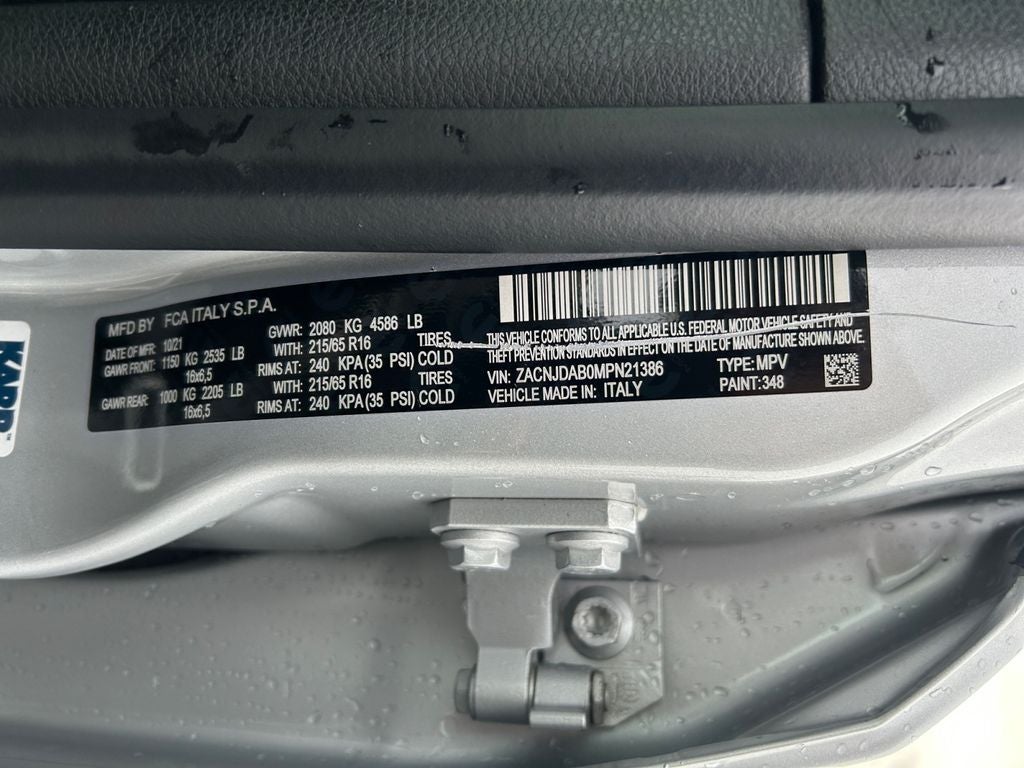 MFD BY FCA ITALY S.P.A.
DATE OF MFR: 10/21 GVWR: 2080 KG 4586 LB
GAWR FRONT: 1150 KG 2535 LB WITH: 215/65 R16 TIRES
16x6,5 RIMS AT: 240 KPA(35 PSI) COLD
GAWR REAR: 1000 KG 2205 LB WITH: 215/65 R16 TIRES
16x6,5 RIMS AT: 240 KPA(35 PSI) COLD
THIS VEHICLE CONFORMS TO ALL APPLICABLE U.S. FEDERAL MOTOR VEHICLE SAFETY AND
THEFT PREVENTION STANDARDS IN EFFECT ON THE DATE OF MANUFACTURE SHOWN ABOVE.
VIN: ZACNJDAB0MPN21386 TYPE: MPV
VEHICLE MADE IN: ITALY PAINT: 348
KARR